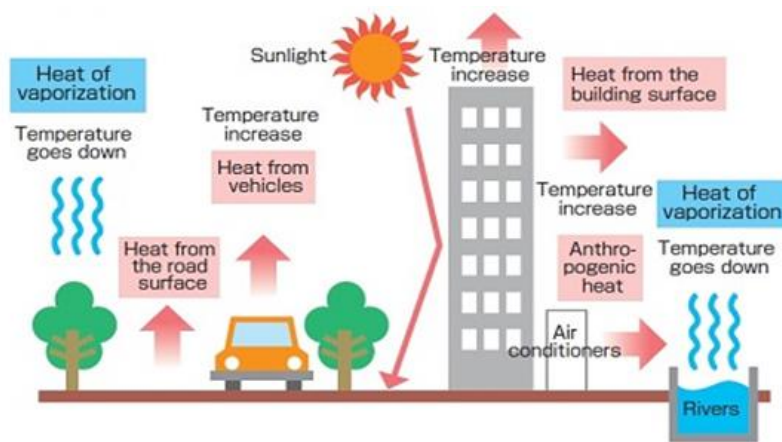 Heat of
vaporization
Temperature
goes down
Sunlight
Temperature
increase
Heat from
vehicles
Heat from
the road
surface
Temperature
increase
Heat from the
building surface
Temperature
increase
Anthro-
pogenic
heat
Air
conditioners
Heat of
vaporization
Temperature
goes down
Rivers